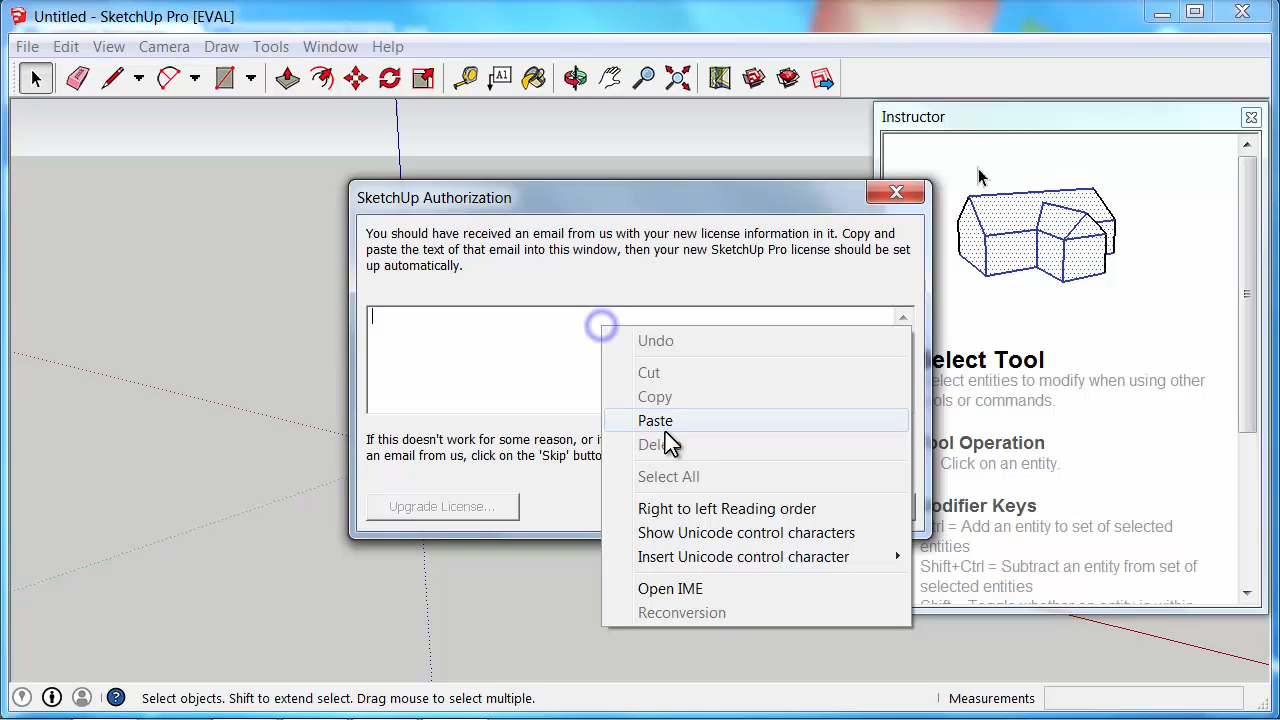 Untitled - SketchUp Pro [EVAL]
File Edit View Camera Draw Tools Window Help
A1
Instructor
SketchUp Authorization
You should have received an email from us with your new license information in it. Copy and
paste the text of that email into this window, then your new SketchUp Pro license should be set
up automatically.
Undo
Cut
Copy
Paste
Select All
Right to left Reading order
Show Unicode control characters
Insert Unicode control character
Open IME
Reconversion
If this doesn't work for some reason, or
an email from us, click on the 'Skip'
Upgrade License...
elect Tool
elect entities to modify when using other
ols or commands.
ool Operation
Click on an entity.
odifier Keys
trl = Add an entity to set of selected
entities
Shift+Ctrl = Subtract an entity from set of
selected entities
Select objects. Shift to extend select. Drag mouse to select multiple.
Measurements